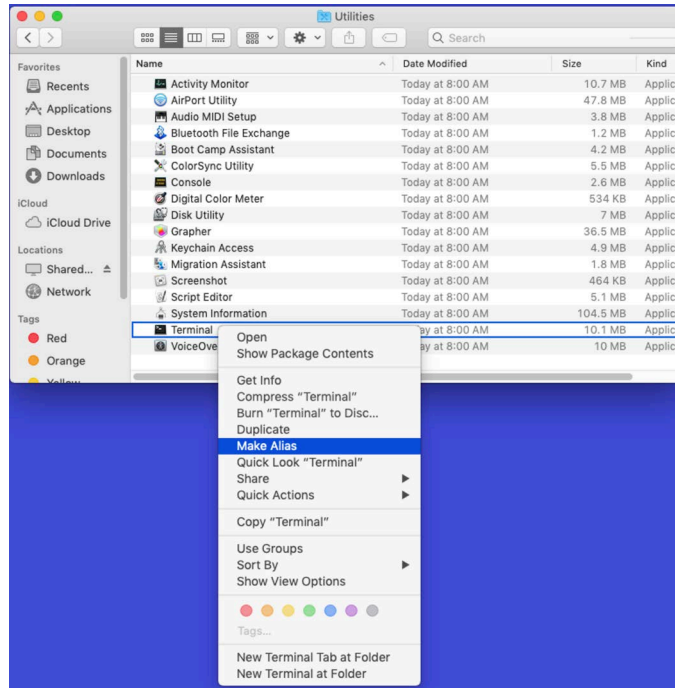 Utilities
Search
Favorites
Recents
Applications
Desktop
Documents
Downloads
iCloud
iCloud Drive
Locations
Shared...
Network
Tags
Red
Orange
Yellow
Name Date Modified Size Kind
Activity Monitor Today at 8:00 AM 10.7 MB Applic
AirPort Utility Today at 8:00 AM 47.8 MB Applic
Audio MIDI Setup Today at 8:00 AM 3.8 MB Applic
Bluetooth File Exchange Today at 8:00 AM 1.2 MB Applic
Boot Camp Assistant Today at 8:00 AM 4.2 MB Applic
ColorSync Utility Today at 8:00 AM 5.5 MB Applic
Console Today at 8:00 AM 2.6 MB Applic
Digital Color Meter Today at 8:00 AM 534 KB Applic
Disk Utility Today at 8:00 AM 7 MB Applic
Grapher Today at 8:00 AM 36.5 MB Applic
Keychain Access Today at 8:00 AM 4.9 MB Applic
Migration Assistant Today at 8:00 AM 1.8 MB Applic
Screenshot Today at 8:00 AM 464 KB Applic
Script Editor Today at 8:00 AM 5.1 MB Applic
System Information Today at 8:00 AM 104.5 MB Applic
Terminal ay at 8:00 AM 10.1 MB Applic
VoiceOve ay at 8:00 AM 10 MB Applic
Open
Show Package Contents
Get Info
Compress “Terminal”
Burn “Terminal” to Disc...
Duplicate
Make Alias
Quick Look “Terminal”
Share
Quick Actions
Copy “Terminal”
Use Groups
Sort By
Show View Options
Tags...
New Terminal Tab at Folder
New Terminal at Folder